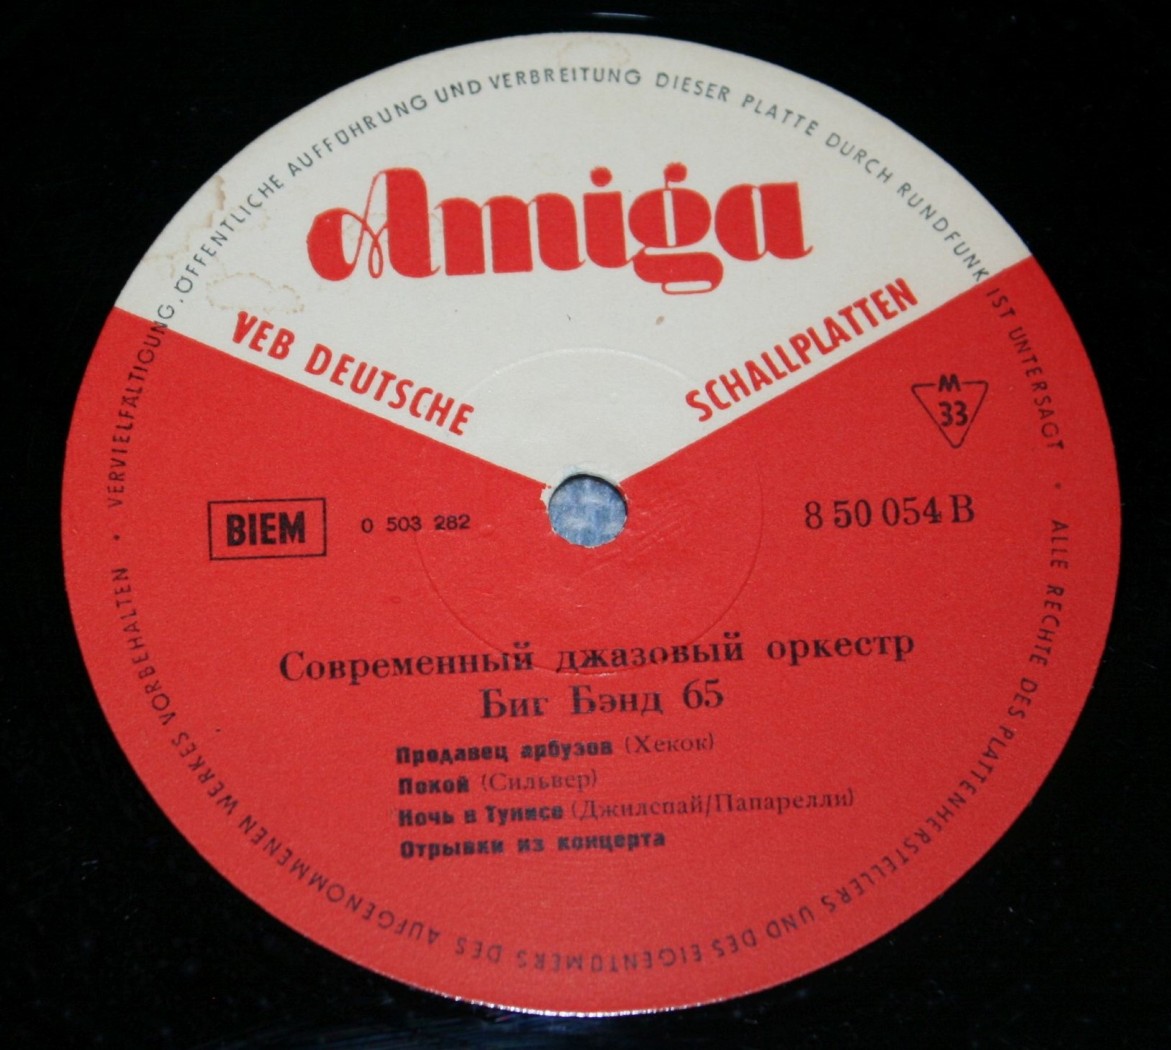 Amiga
VEB DEUTSCHE SCHALLPLATTEN
M
33
BIEM
0 503 282
8 50 054 B
Современный джазовый оркестр
Биг Бэнд 65
Продавец арбузов (Хекок)
Покой (Сильвер)
Ночь в Тунисе (Джилспай/Папарелли)
Отрывки из концерта
ALLE RECHTE DES PLATTENHERSTELLERS UND DES EIGENTÜMERS DES AUFGENOMMENEN WERKES VORBEHALTEN · VERVIELFÄLTIGUNG, ÖFFENTLICHE AUFFÜHRUNG UND VERBREITUNG DIESER PLATTE DURCH RUNDFUNK IST UNTERSAGT ·